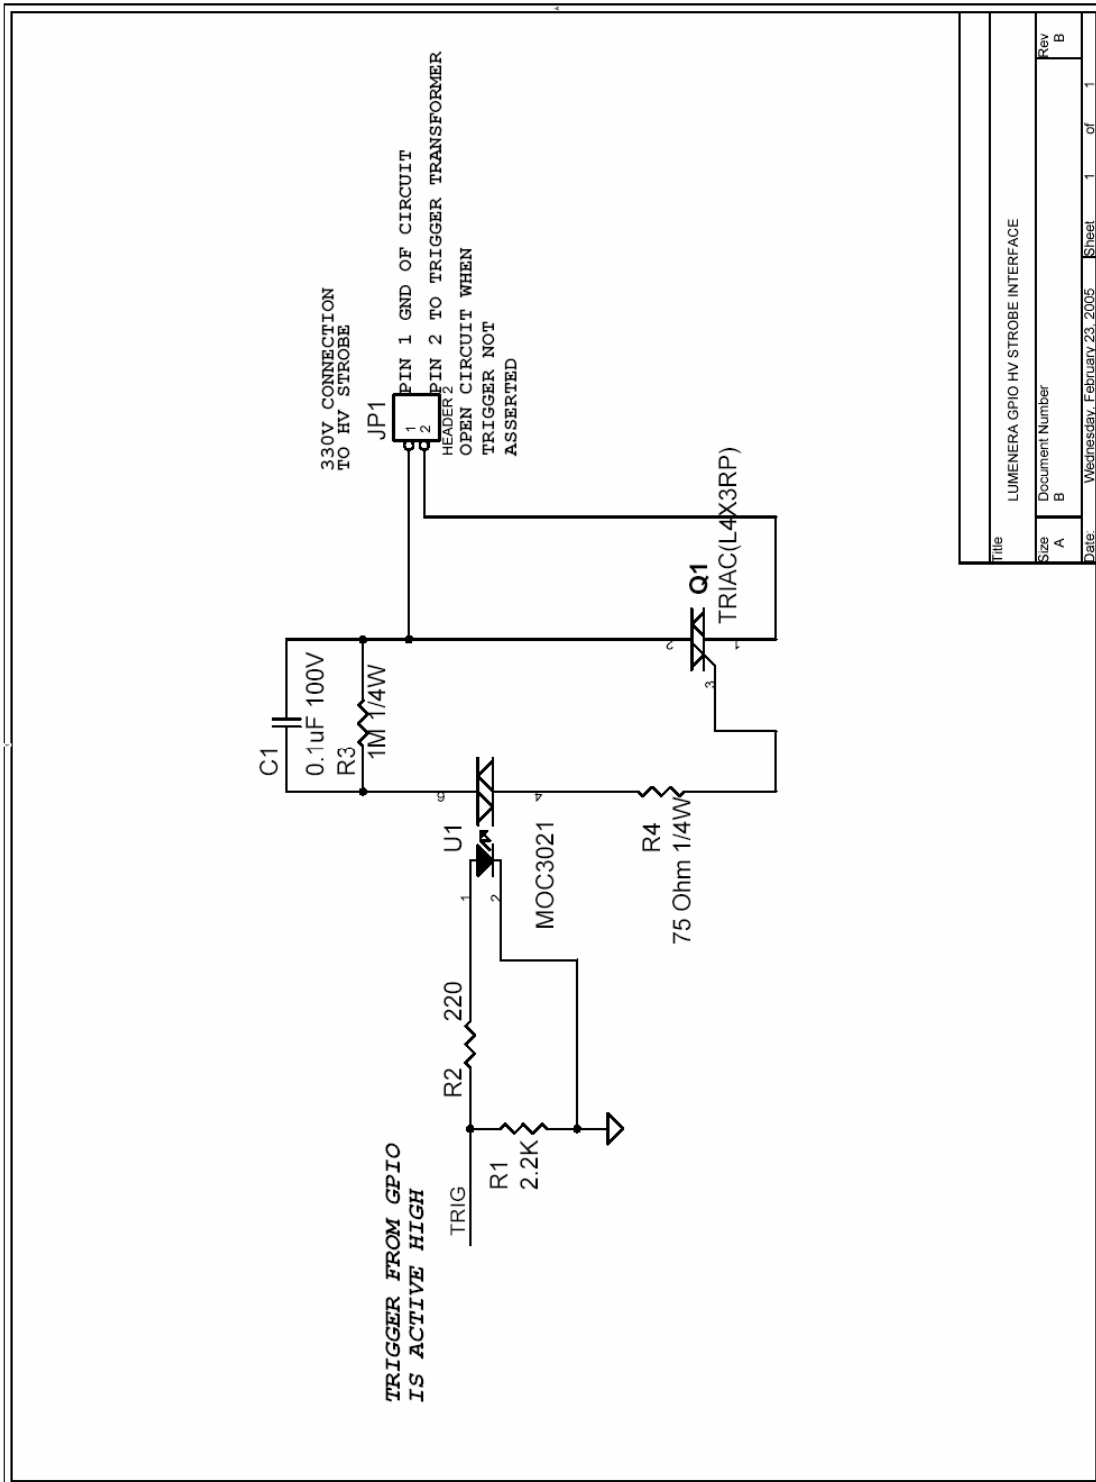 TRIGGER FROM GPIO
IS ACTIVE HIGH
TRIG
R1
2.2K
R2
220
1
2
U1
MOC3021
6
4
C1
0.1uF 100V
R3
1M 1/4W
R4
75 Ohm 1/4W
2
3
1
Q1
TRIAC(L4X3RP)
330V CONNECTION
TO HV STROBE
JP1
1
2
HEADER 2
PIN 1 GND OF CIRCUIT
PIN 2 TO TRIGGER TRANSFORMER
OPEN CIRCUIT WHEN
TRIGGER NOT
ASSERTED
Title
LUMENERA GPIO HV STROBE INTERFACE
Size
A
Document Number
B
Rev
B
Date:
Wednesday, February 23, 2005
Sheet
1
of
1